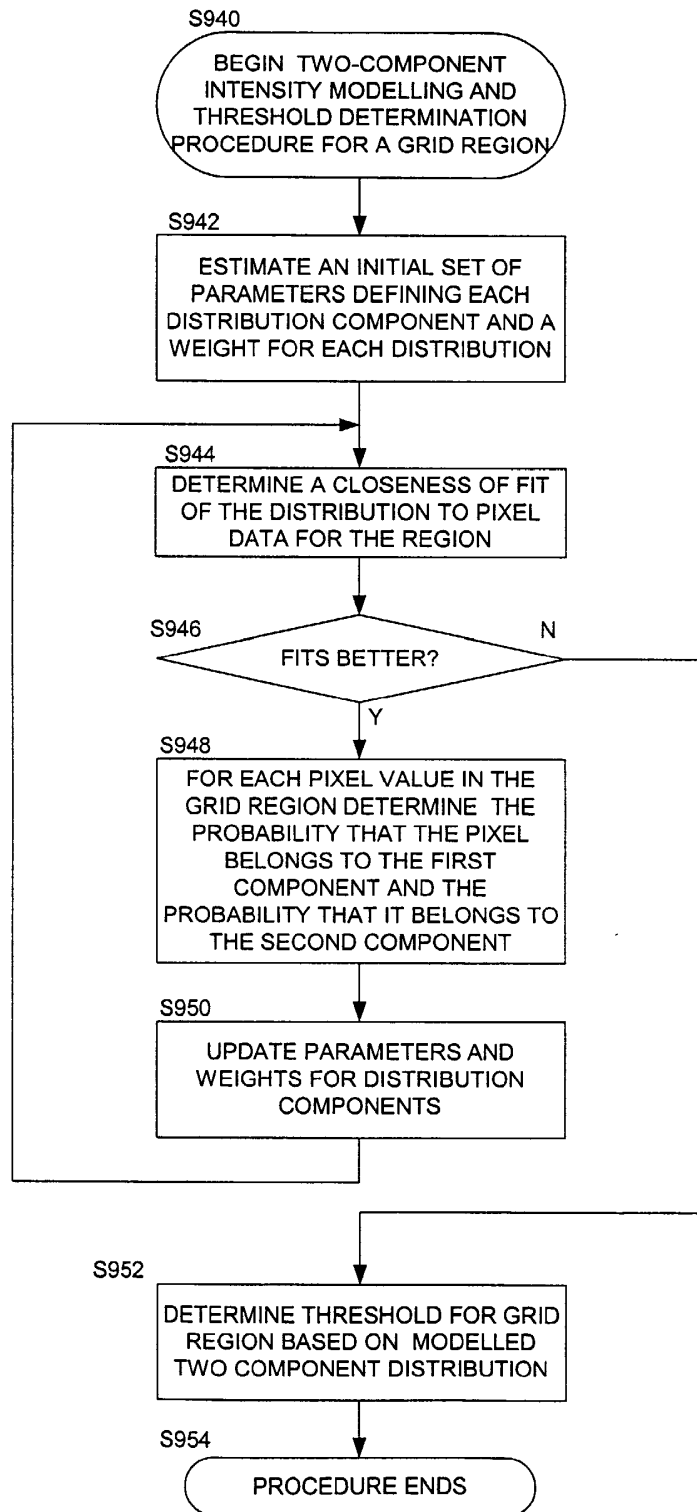 S940
BEGIN TWO-COMPONENT
INTENSITY MODELLING AND
THRESHOLD DETERMINATION
PROCEDURE FOR A GRID REGION
S942
ESTIMATE AN INITIAL SET OF
PARAMETERS DEFINING EACH
DISTRIBUTION COMPONENT AND A
WEIGHT FOR EACH DISTRIBUTION
S944
DETERMINE A CLOSENESS OF FIT
OF THE DISTRIBUTION TO PIXEL
DATA FOR THE REGION
S946
N
FITS BETTER?
Y
S948
FOR EACH PIXEL VALUE IN THE
GRID REGION DETERMINE THE
PROBABILITY THAT THE PIXEL
BELONGS TO THE FIRST
COMPONENT AND THE
PROBABILITY THAT IT BELONGS TO
THE SECOND COMPONENT
S950
UPDATE PARAMETERS AND
WEIGHTS FOR DISTRIBUTION
COMPONENTS
S952
DETERMINE THRESHOLD FOR GRID
REGION BASED ON MODELLED
TWO COMPONENT DISTRIBUTION
S954
PROCEDURE ENDS